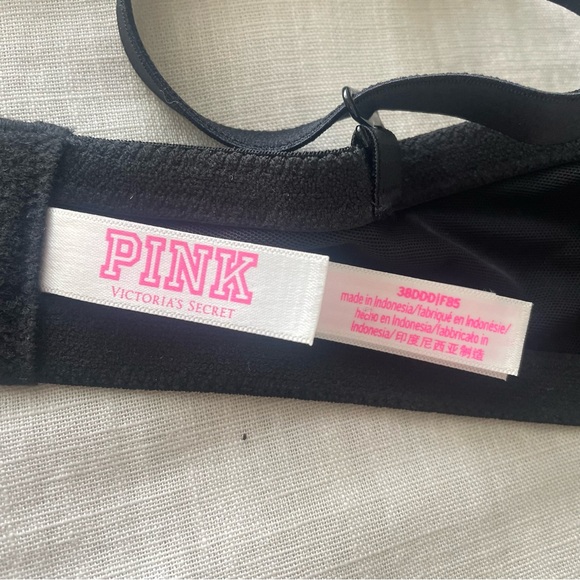 PINK
VICTORIA'S SECRET
38DDD|F85
made in Indonesia/fabriqué en Indonésie/
hecho en Indonesia/fabbricato in
Indonesia/印度尼西亚制造